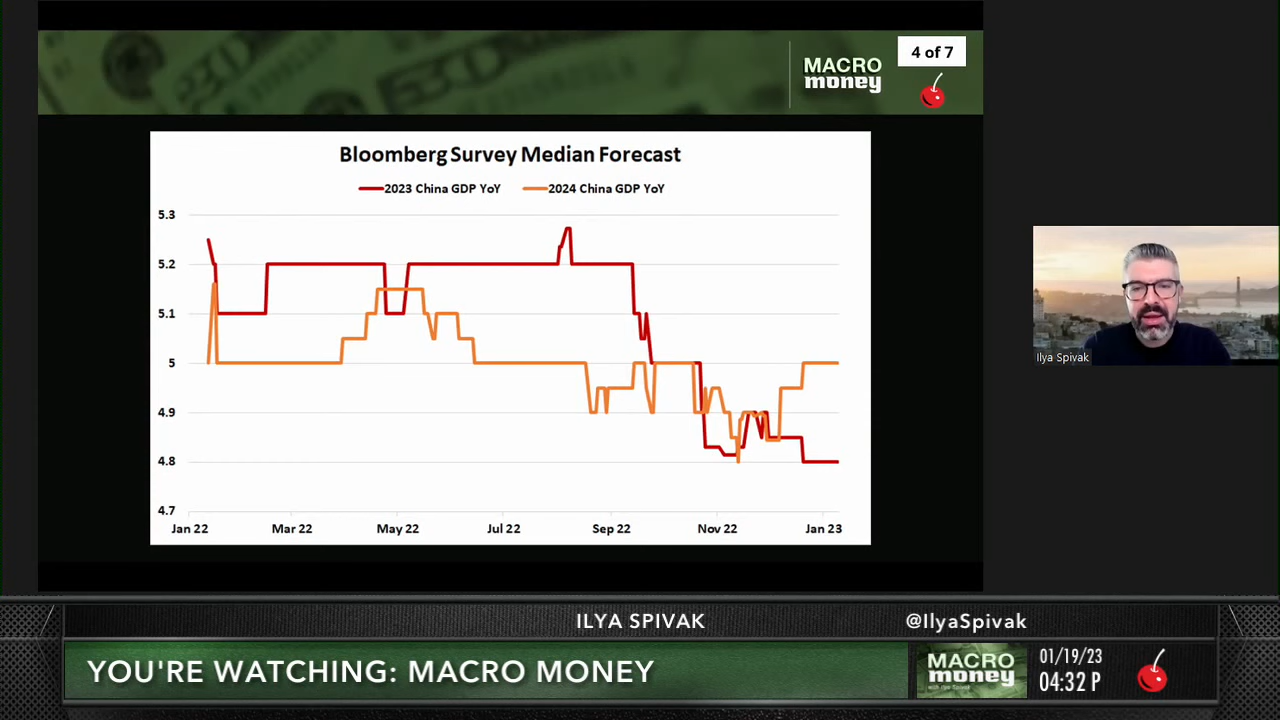 MACRO
money
4 of 7
Bloomberg Survey Median Forecast
2023 China GDP YoY
2024 China GDP YoY
5.3
5.2
5.1
5
4.9
4.8
4.7
Jan 22
Mar 22
May 22
Jul 22
Sep 22
Nov 22
Jan 23
Ilya Spivak
ILYA SPIVAK
@IlyaSpivak
YOU'RE WATCHING: MACRO MONEY
MACRO
money
with Ilya Spivak
01/19/23
04:32 P